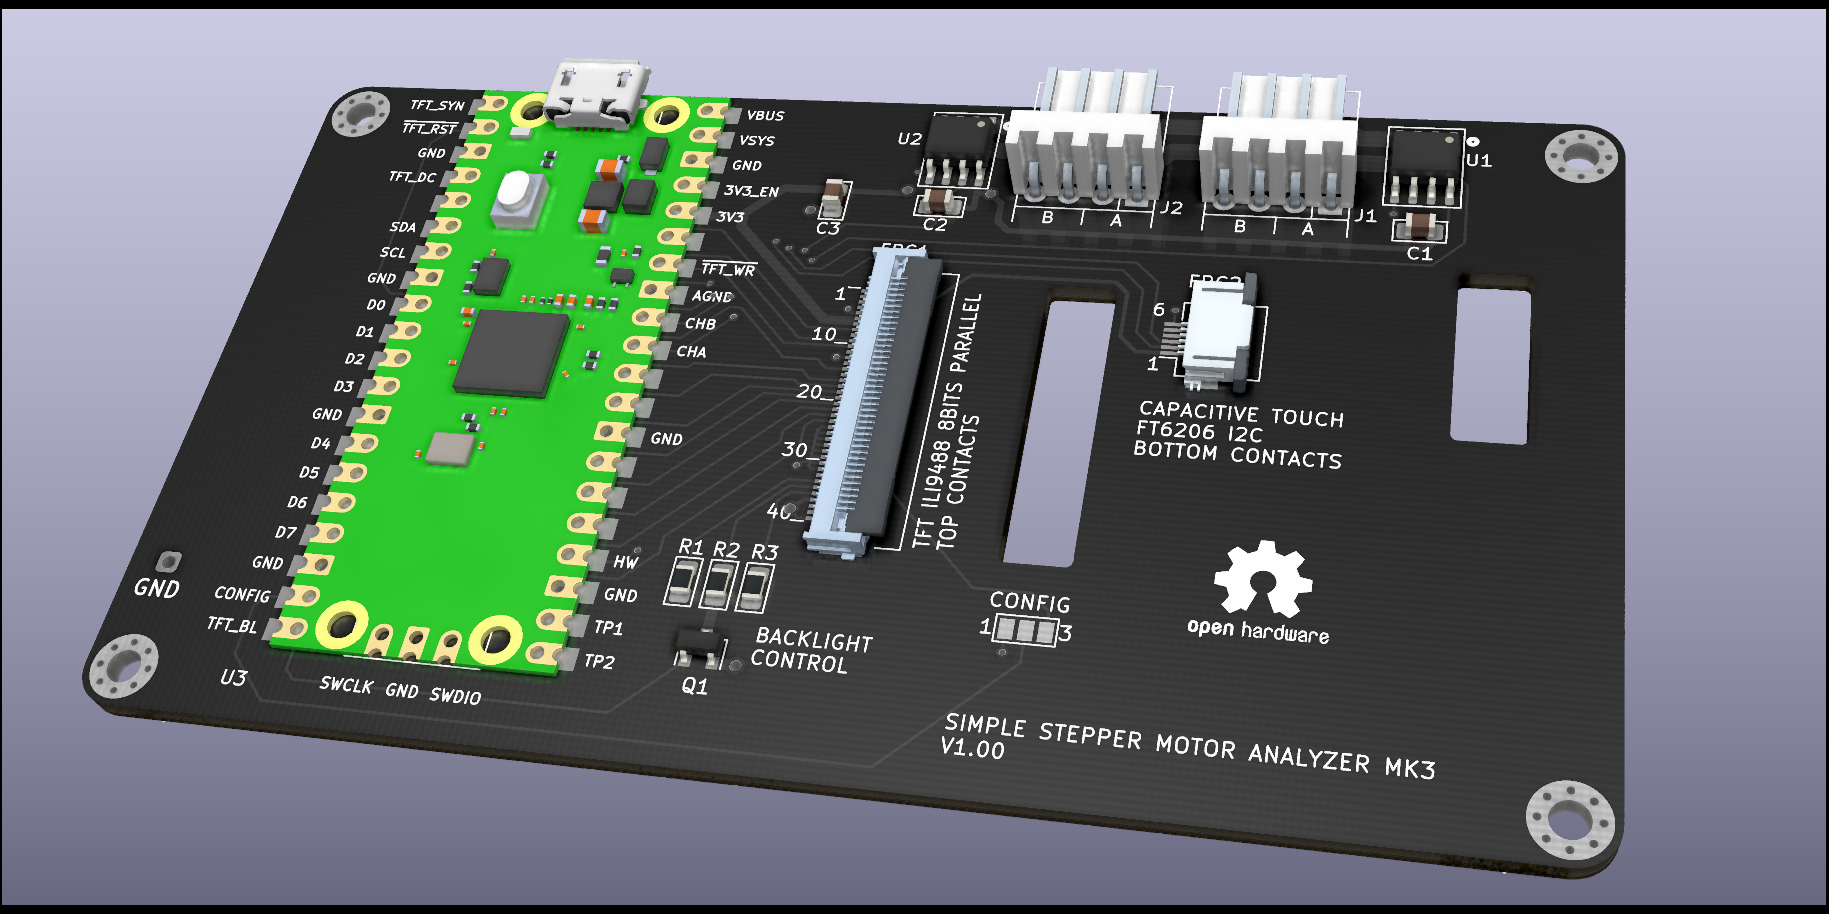 TFT_SYN
TFT_RST
GND
TFT_DC
SDA
SCL
GND
D0
D1
D2
D3
GND
D4
D5
D6
D7
GND
CONFIG
TFT_BL
VBUS
VSYS
GND
3V3_EN
3V3
TFT_WR
AGND
CHB
CHA
GND
HW
GND
TP1
TP2
GND
U3
SWCLK GND SWDIO
U2
C3
C2
B A
J2
B A
J1
U1
C1
1
10
20
30
40
TFT ILI9488 8BITS PARALLEL
TOP CONTACTS
6
1
CAPACITIVE TOUCH
FT6206 I2C
BOTTOM CONTACTS
R1 R2 R3
BACKLIGHT
CONTROL
Q1
CONFIG
1 3
open hardware
SIMPLE STEPPER MOTOR ANALYZER MK3
V1.00